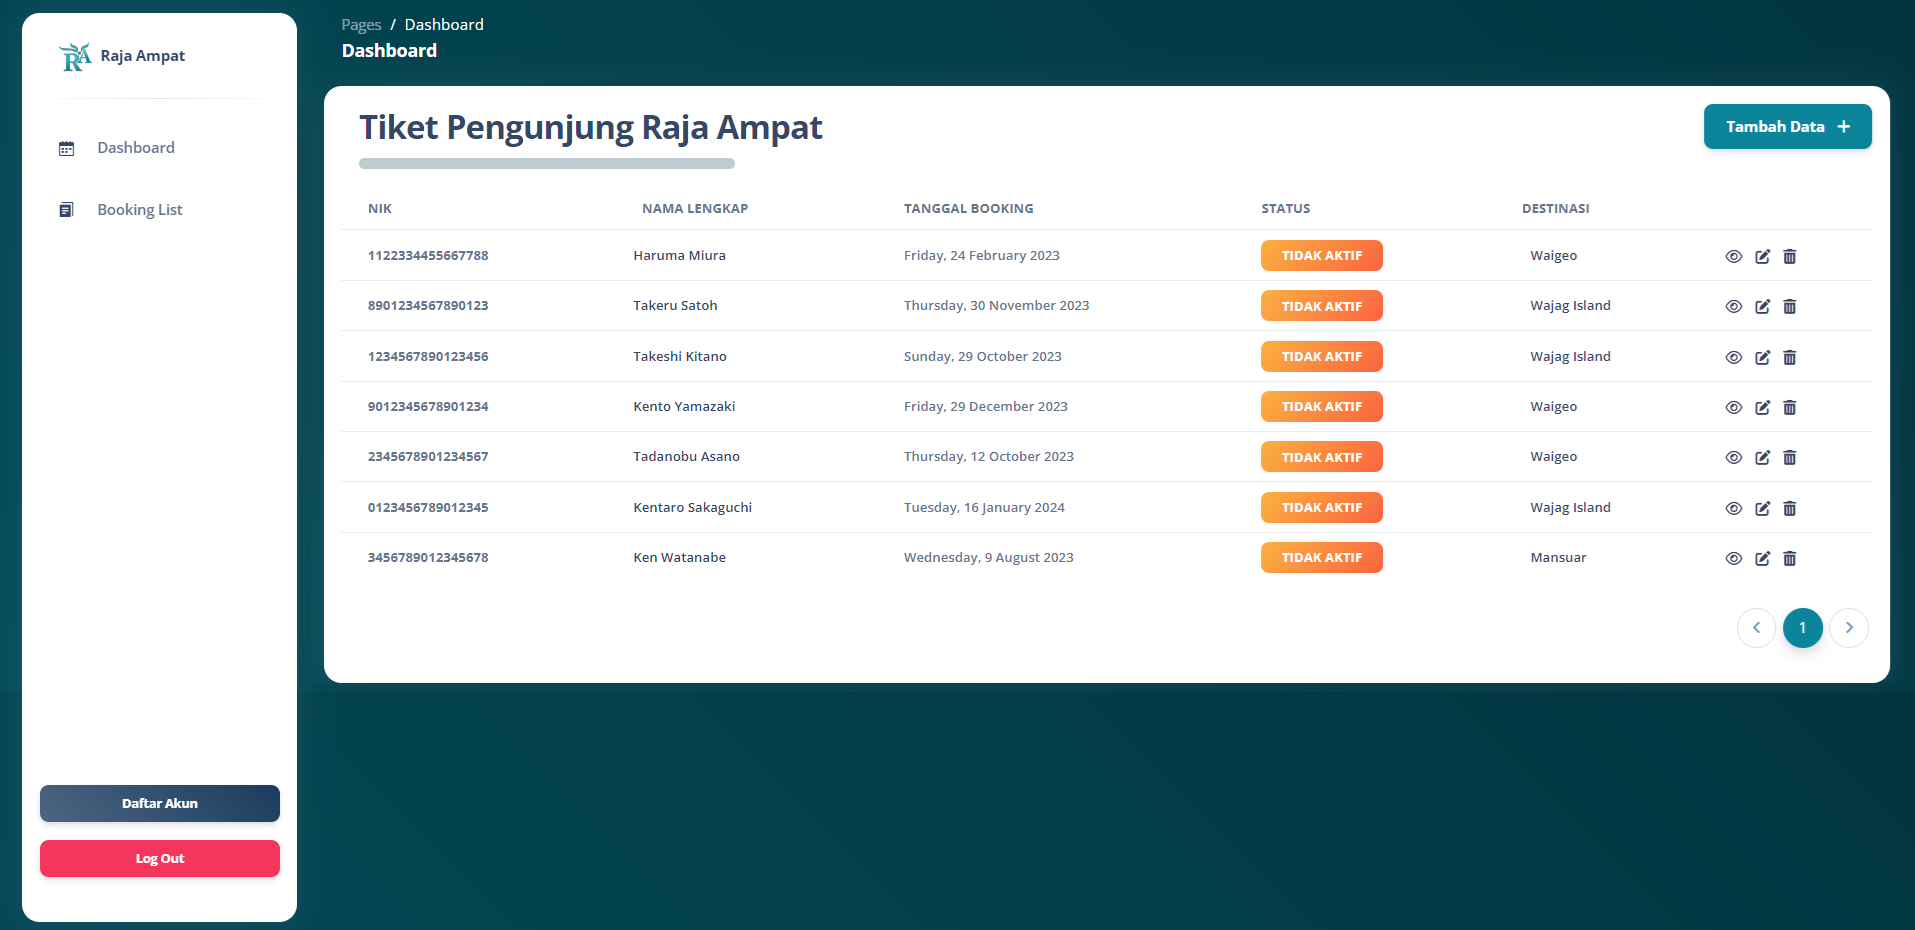 RA Raja Ampat
Dashboard
Booking List
Daftar Akun
Log Out
Pages / Dashboard
Dashboard
Tiket Pengunjung Raja Ampat
Tambah Data +
NIK NAMA LENGKAP TANGGAL BOOKING STATUS DESTINASI
1122334455667788 Haruma Miura Friday, 24 February 2023 TIDAK AKTIF Waigeo
8901234567890123 Takeru Satoh Thursday, 30 November 2023 TIDAK AKTIF Wajag Island
1234567890123456 Takeshi Kitano Sunday, 29 October 2023 TIDAK AKTIF Wajag Island
9012345678901234 Kento Yamazaki Friday, 29 December 2023 TIDAK AKTIF Waigeo
2345678901234567 Tadanobu Asano Thursday, 12 October 2023 TIDAK AKTIF Waigeo
0123456789012345 Kentaro Sakaguchi Tuesday, 16 January 2024 TIDAK AKTIF Wajag Island
3456789012345678 Ken Watanabe Wednesday, 9 August 2023 TIDAK AKTIF Mansuar
1